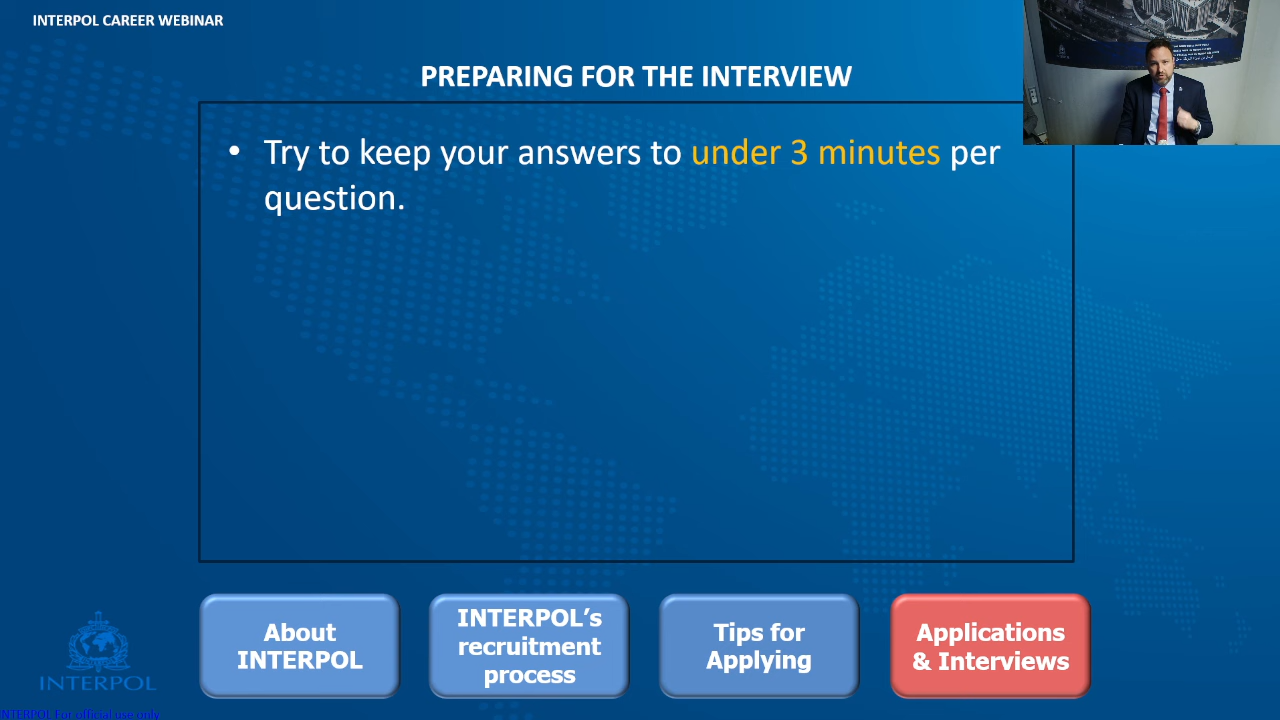 INTERPOL CAREER WEBINAR
PREPARING FOR THE INTERVIEW
• Try to keep your answers to under 3 minutes per
question.
About
INTERPOL
INTERPOL’s
recruitment
process
Tips for
Applying
Applications
& Interviews
INTERPOL
INTERPOL For official use only